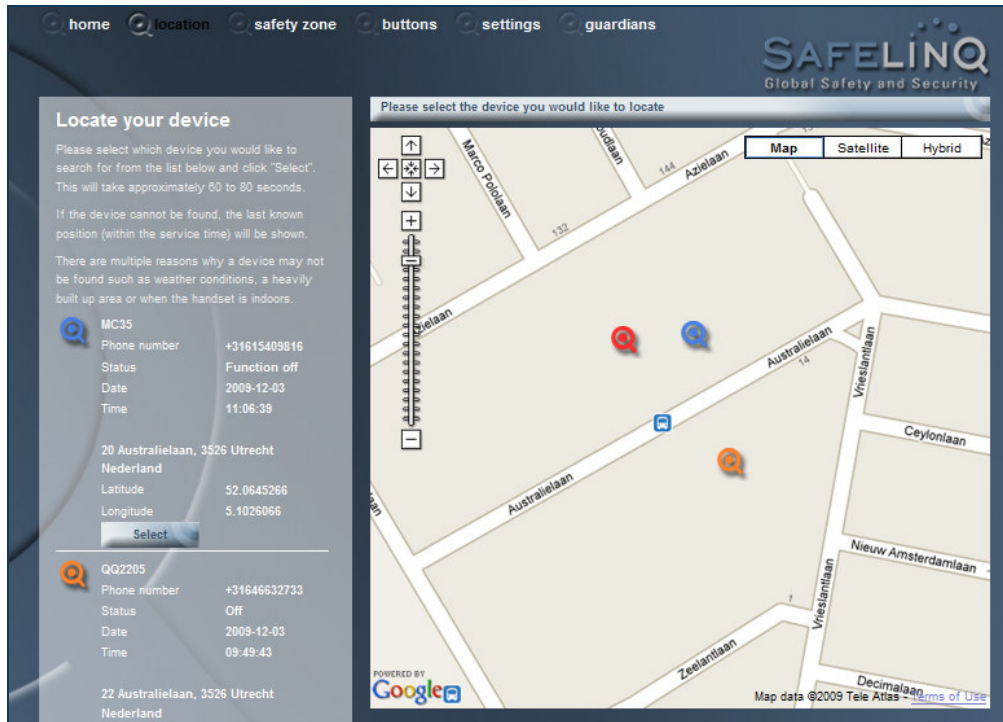 home location safety zone buttons settings guardians
SAFELINQ
Global Safety and Security
Locate your device
Please select which device you would like to
search for from the list below and click "Select".
This will take approximately 60 to 80 seconds.
If the device cannot be found, the last known
position (within the service time) will be shown.
There are multiple reasons why a device may not
be found such as weather conditions, a heavily
built up area or when the handset is indoors.
MC35
Phone number +31615409816
Status Function off
Date 2009-12-03
Time 11:06:39
20 Australielaan, 3526 Utrecht
Nederland
Latitude 52.0645266
Longitude 5.1026066
Select
QQ2205
Phone number +31646632733
Status Off
Date 2009-12-03
Time 09:49:43
22 Australielaan, 3526 Utrecht
Nederland
Please select the device you would like to locate
Map Satellite Hybrid
Marco Pololaan
144
Azielaan
132
Australielaan
14
Vrieslantlaan
Ceylonlaan
Australielaan
Nieuw Amsterdamlaan
1
Vrieslantlaan
Zeelantlaan
Decimalaan
POWERED BY
Google
Map data ©2009 Tele Atlas - Terms of Use